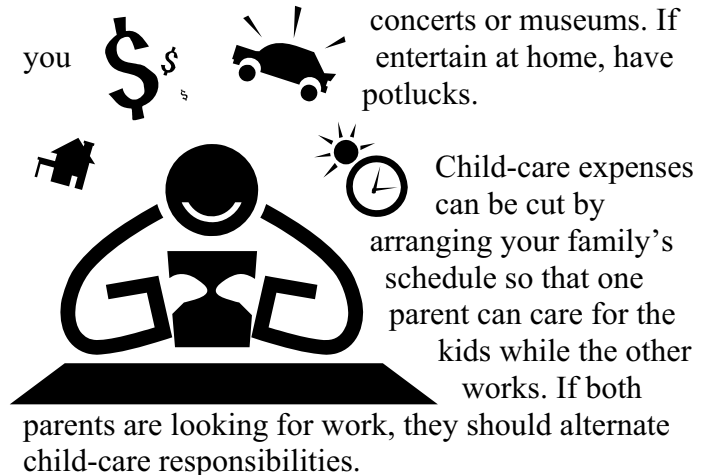 concerts or museums. If
you entertain at home, have
potlucks.
Child-care expenses
can be cut by
arranging your family’s
schedule so that one
parent can care for the
kids while the other
works. If both
parents are looking for work, they should alternate
child-care responsibilities.